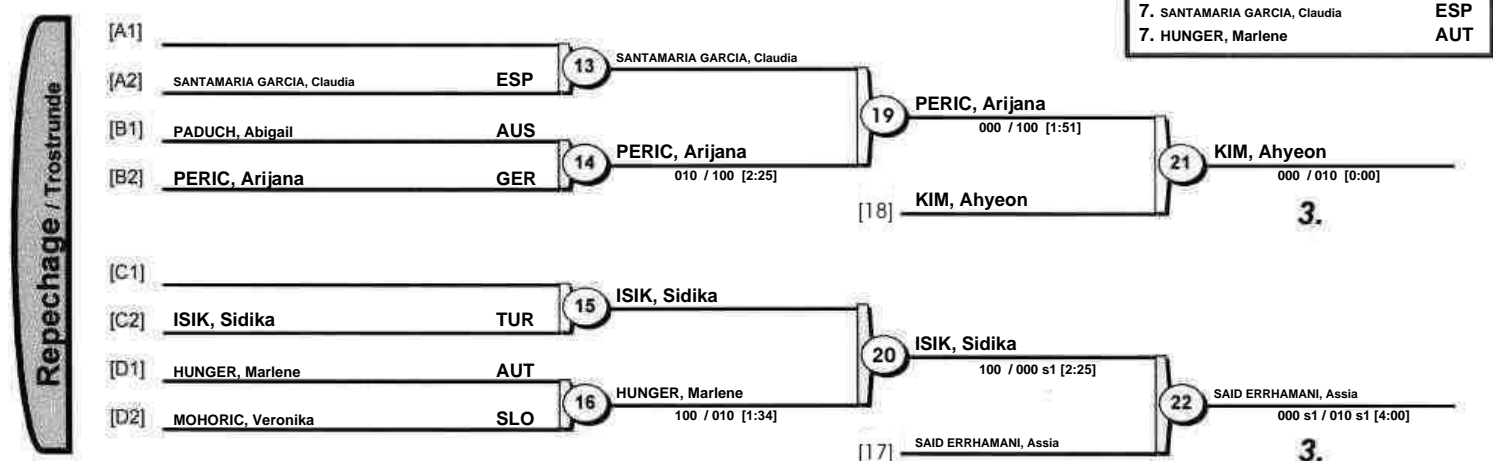 7. SANTAMARIA GARCIA, Claudia ESP
7. HUNGER, Marlene AUT
Repechage / Trostrunde
[A1]
[A2] SANTAMARIA GARCIA, Claudia ESP
13 SANTAMARIA GARCIA, Claudia
[B1] PADUCH, Abigail AUS
[B2] PERIC, Arijana GER
14 PERIC, Arijana
010 / 100 [2:25]
19 PERIC, Arijana
000 / 100 [1:51]
[18] KIM, Ahyeon
21 KIM, Ahyeon
000 / 010 [0:00]
3.
[C1]
[C2] ISIK, Sidika TUR
15 ISIK, Sidika
[D1] HUNGER, Marlene AUT
[D2] MOHORIC, Veronika SLO
16 HUNGER, Marlene
100 / 010 [1:34]
20 ISIK, Sidika
100 / 000 s1 [2:25]
[17] SAID ERRHAMANI, Assia
22 SAID ERRHAMANI, Assia
000 s1 / 010 s1 [4:00]
3.